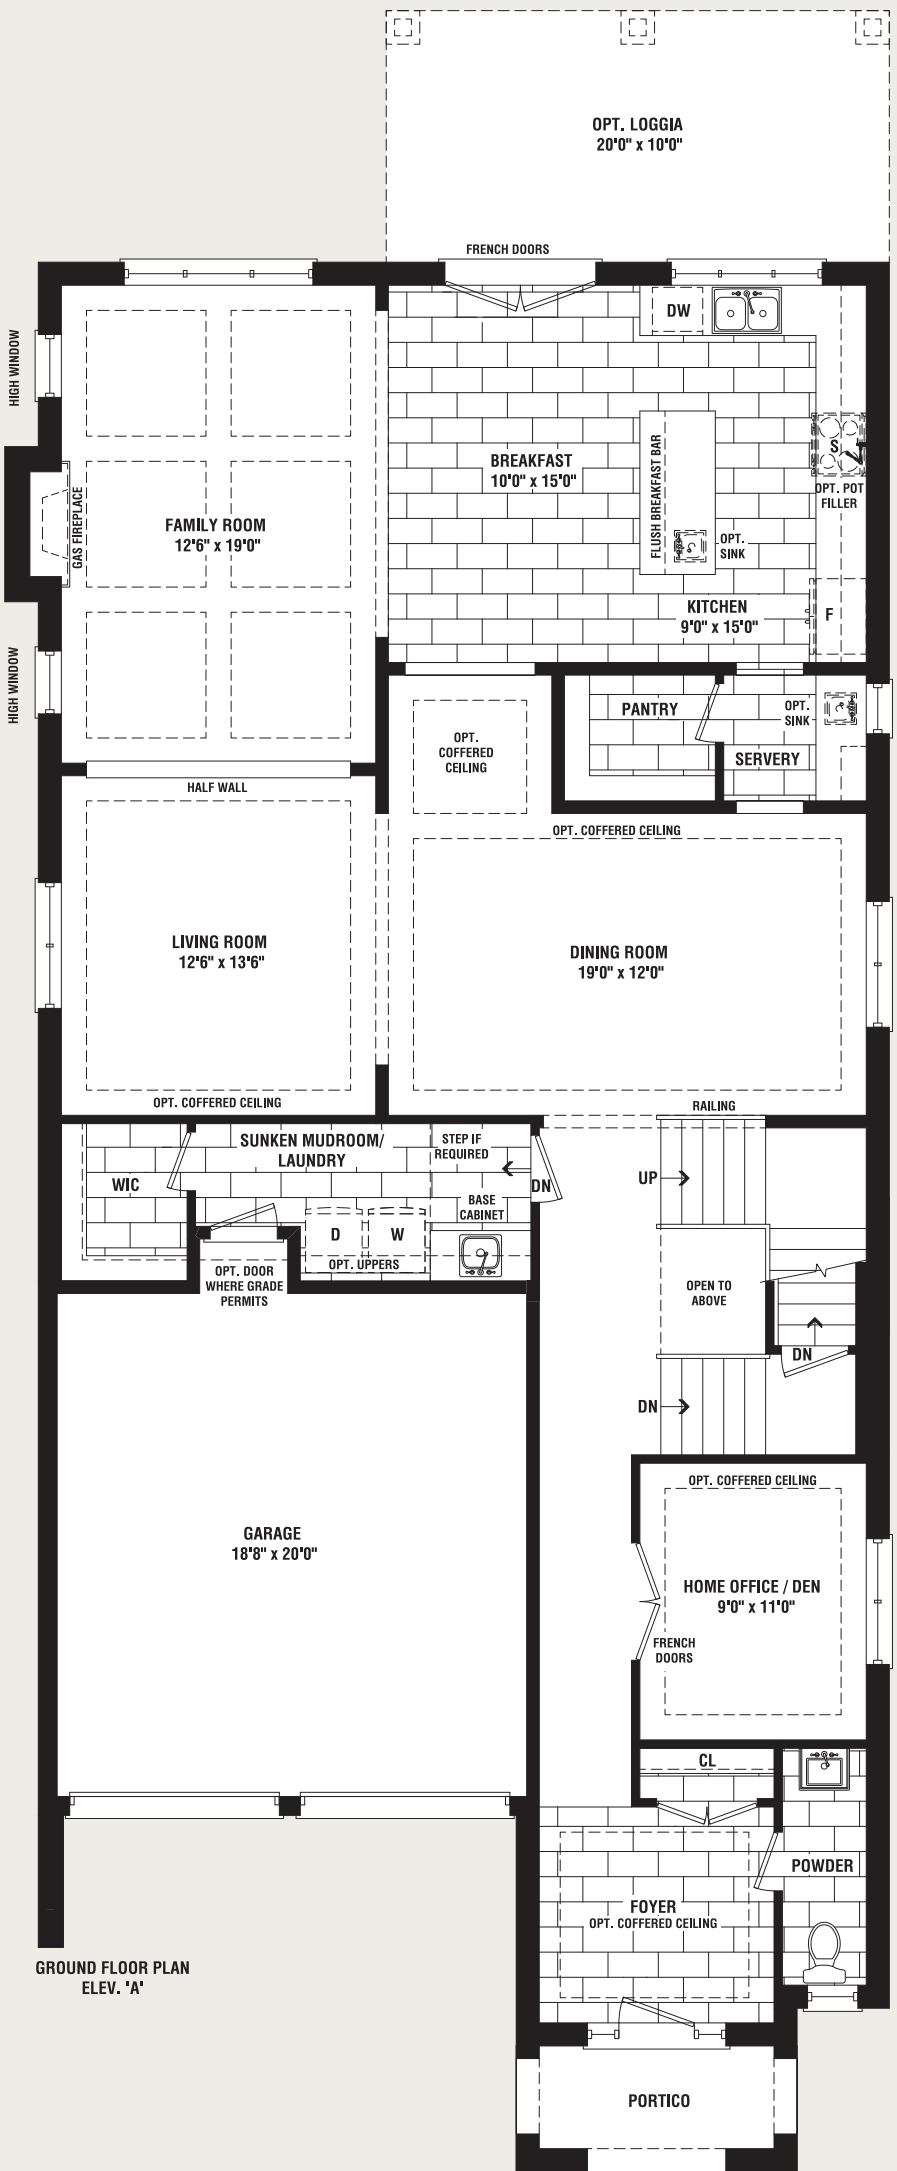 OPT. LOGGIA
20'0" x 10'0"
FRENCH DOORS
HIGH WINDOW
DW
BREAKFAST
10'0" x 15'0"
FLUSH BREAKFAST BAR
S
OPT. POT
FILLER
GAS FIREPLACE
FAMILY ROOM
12'6" x 19'0"
OPT.
SINK
KITCHEN
9'0" x 15'0"
F
HIGH WINDOW
PANTRY
OPT.
SINK
SERVERY
OPT.
COFFERED
CEILING
HALF WALL
OPT. COFFERED CEILING
LIVING ROOM
12'6" x 13'6"
DINING ROOM
19'0" x 12'0"
OPT. COFFERED CEILING
RAILING
SUNKEN MUDROOM/
LAUNDRY
STEP IF
REQUIRED
WIC
DN
UP
BASE
CABINET
D
W
OPT. UPPERS
OPT. DOOR
WHERE GRADE
PERMITS
OPEN TO
ABOVE
DN
DN
OPT. COFFERED CEILING
GARAGE
18'8" x 20'0"
HOME OFFICE / DEN
9'0" x 11'0"
FRENCH
DOORS
CL
POWDER
FOYER
OPT. COFFERED CEILING
GROUND FLOOR PLAN
ELEV. 'A'
PORTICO